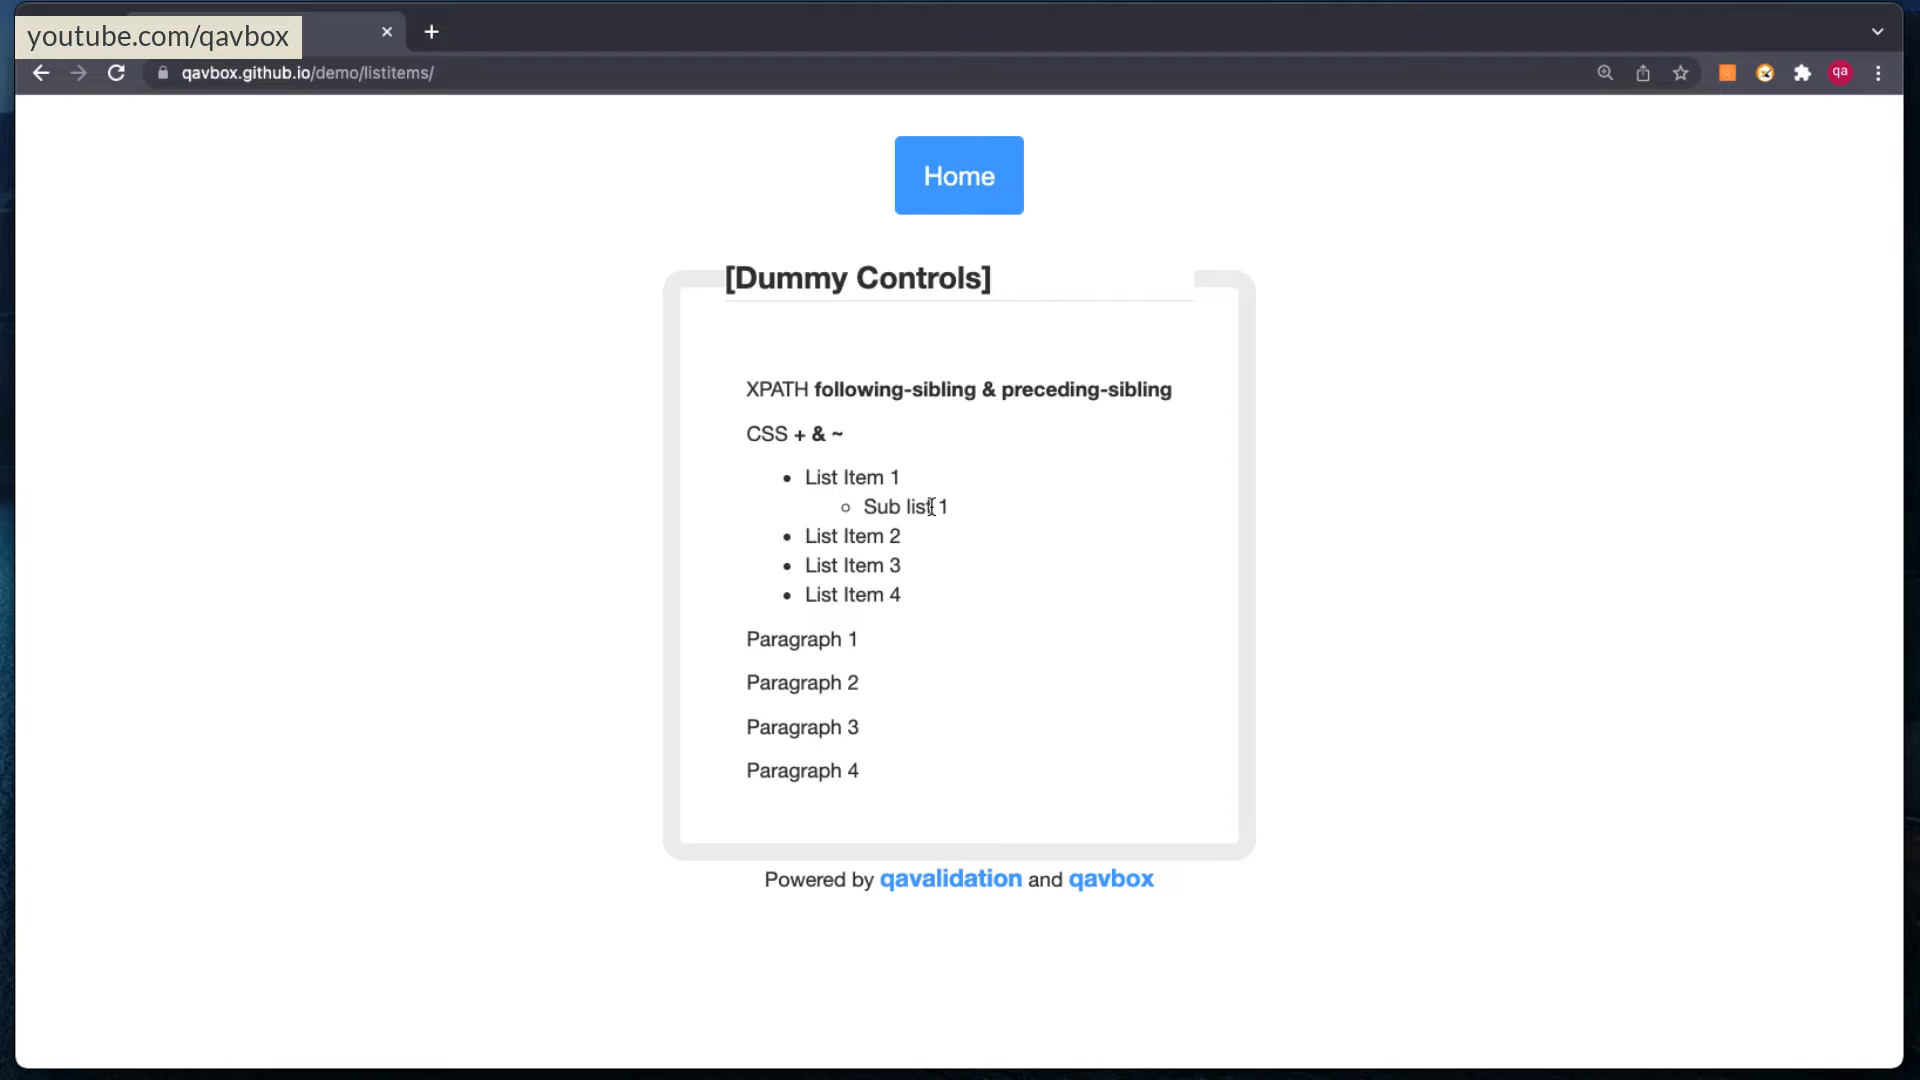 youtube.com/qavbox
qavbox.github.io/demo/listitems/
qa
Home
[Dummy Controls]
XPATH following-sibling & preceding-sibling
CSS + & ~
List Item 1
Sub list 1
List Item 2
List Item 3
List Item 4
Paragraph 1
Paragraph 2
Paragraph 3
Paragraph 4
Powered by qavalidation and qavbox